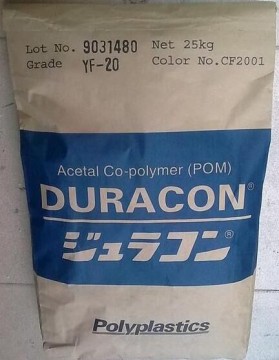 Lot No. 9031480 Net 25kg
Grade YF-20 Color No.CF2001
Acetal Co-polymer (POM)
DURACON®
ジュラコン®
Polyplastics